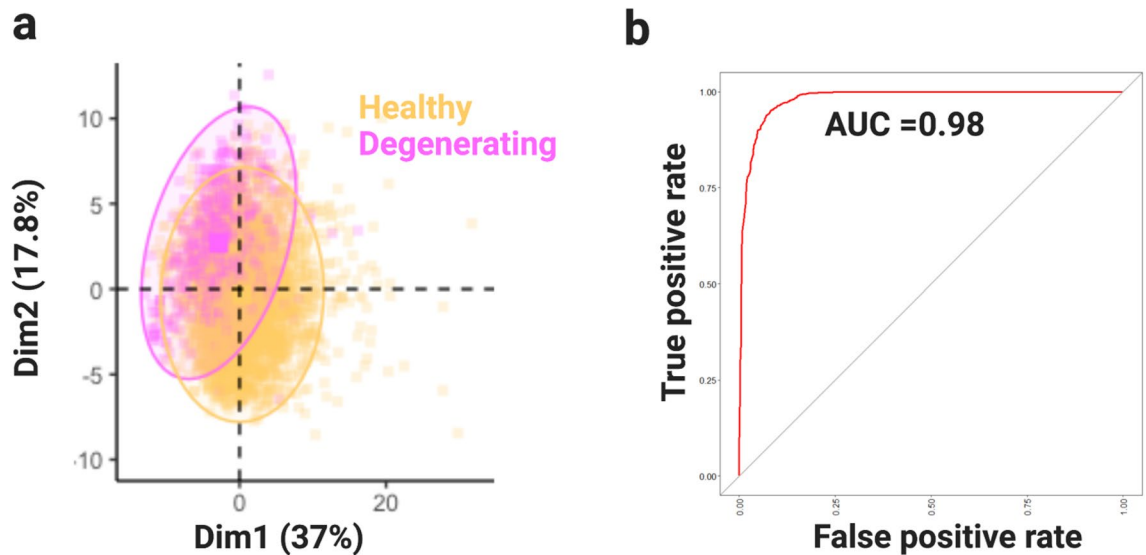 a
Healthy
Degenerating
10
5
0
-5
-10
0
20
Dim2 (17.8%)
Dim1 (37%)
b
AUC =0.98
1.00
0.75
0.50
0.25
0.00
0.00
0.25
0.50
0.75
1.00
True positive rate
False positive rate